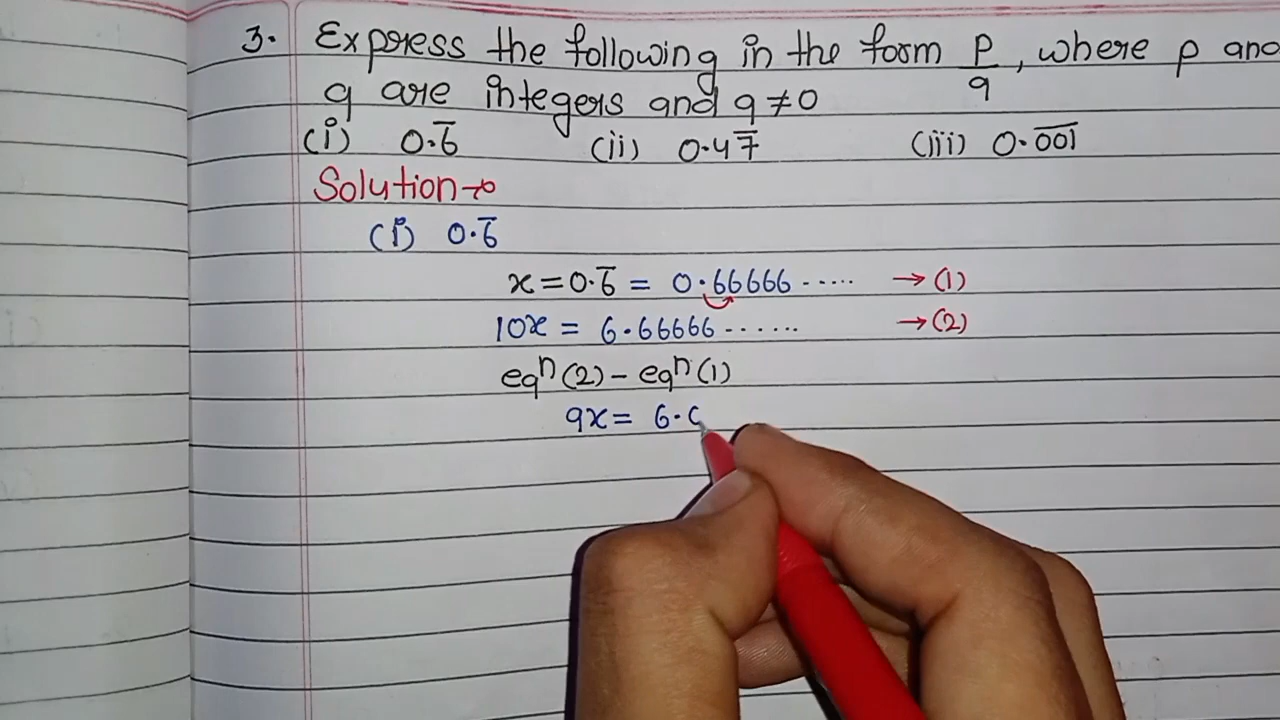 3. Express the following in the form p/q, where p and
q are integers and q ≠ 0
(i) 0.6̅ (ii) 0.47̅ (iii) 0.0̅0̅1̅
Solution→
(i) 0.6̅
x = 0.6̅ = 0.66666 ----- → (1)
10x = 6.66666 ------ → (2)
eqⁿ (2) - eqⁿ (1)
9x = 6.